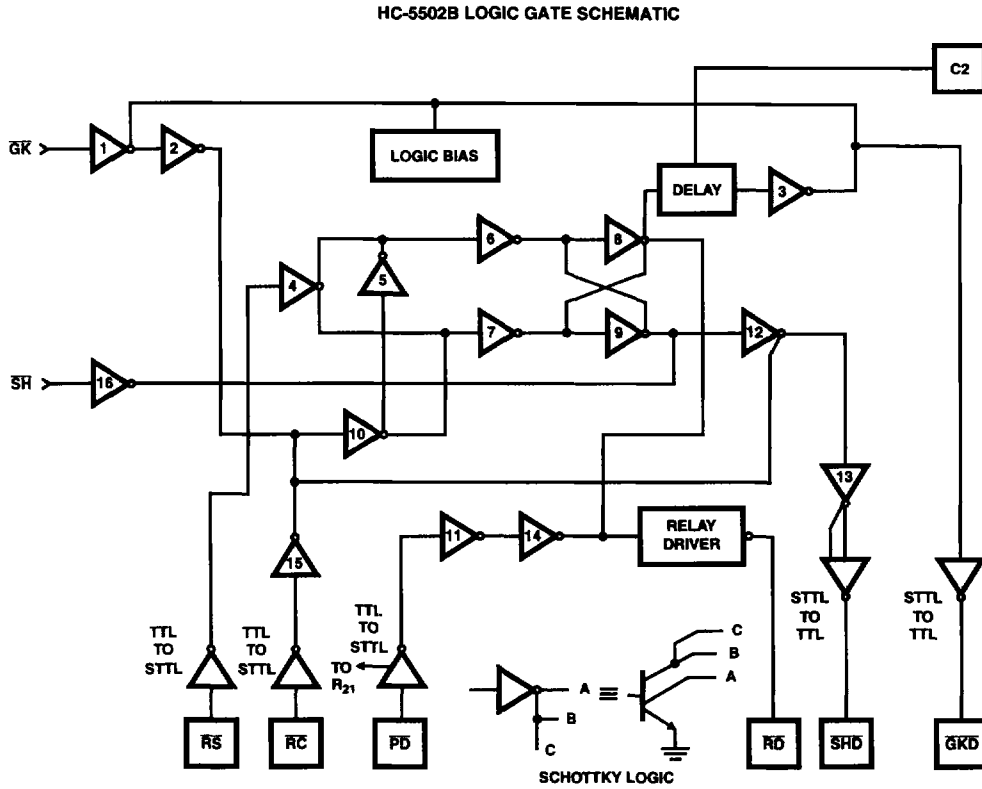 HC-5502B LOGIC GATE SCHEMATIC
C2
GK
1
2
LOGIC BIAS
DELAY
3
6
8
4
5
7
9
12
SH
16
10
13
11
14
RELAY
DRIVER
15
TTL
TO
STTL
TTL
TO
STTL
TTL
TO
STTL
TO
R21
STTL
TO
TTL
STTL
TO
TTL
A
B
C
C
B
A
RS
RC
PD
RD
SHD
GKD
SCHOTTKY LOGIC